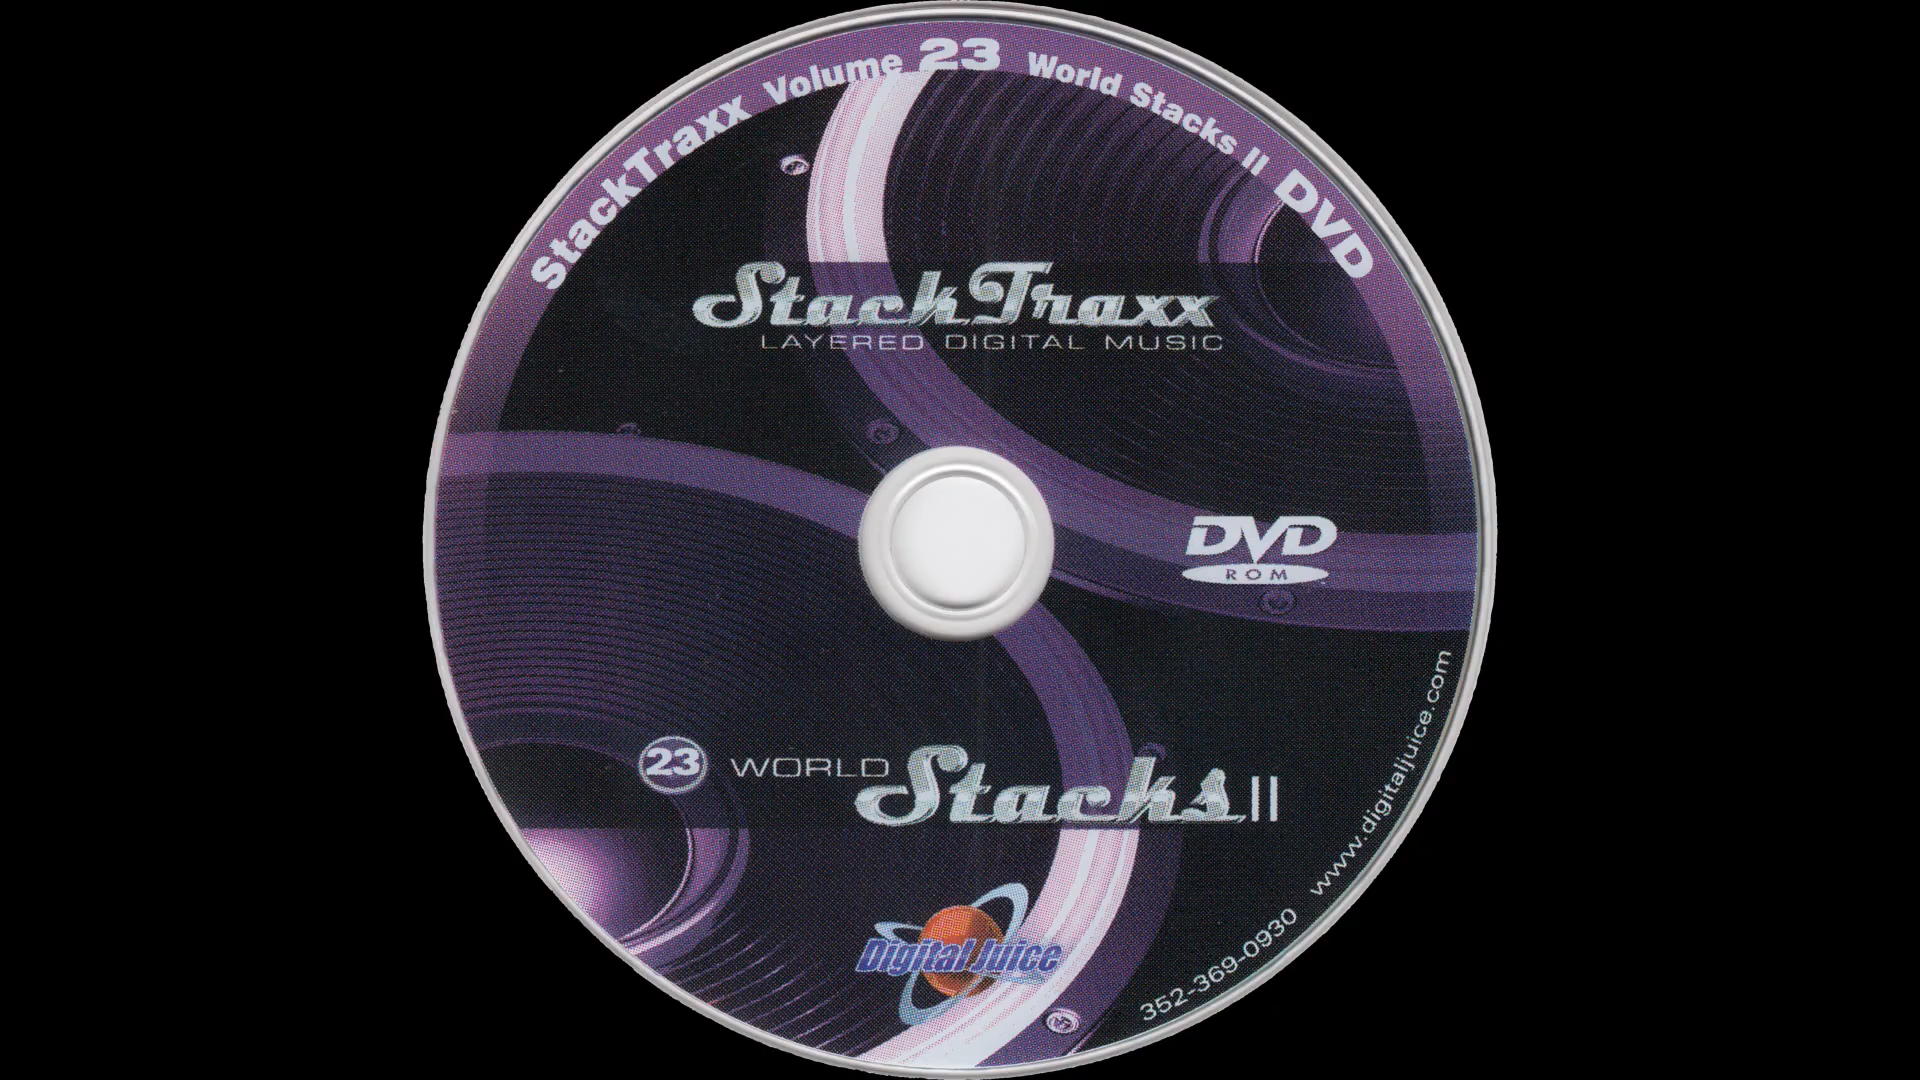 StackTraxx Volume 23 World Stacks II DVD
StackTraxx
LAYERED DIGITAL MUSIC
DVD
ROM
23 WORLD Stacks II
Digital Juice
352-369-0930 www.digitaljuice.com